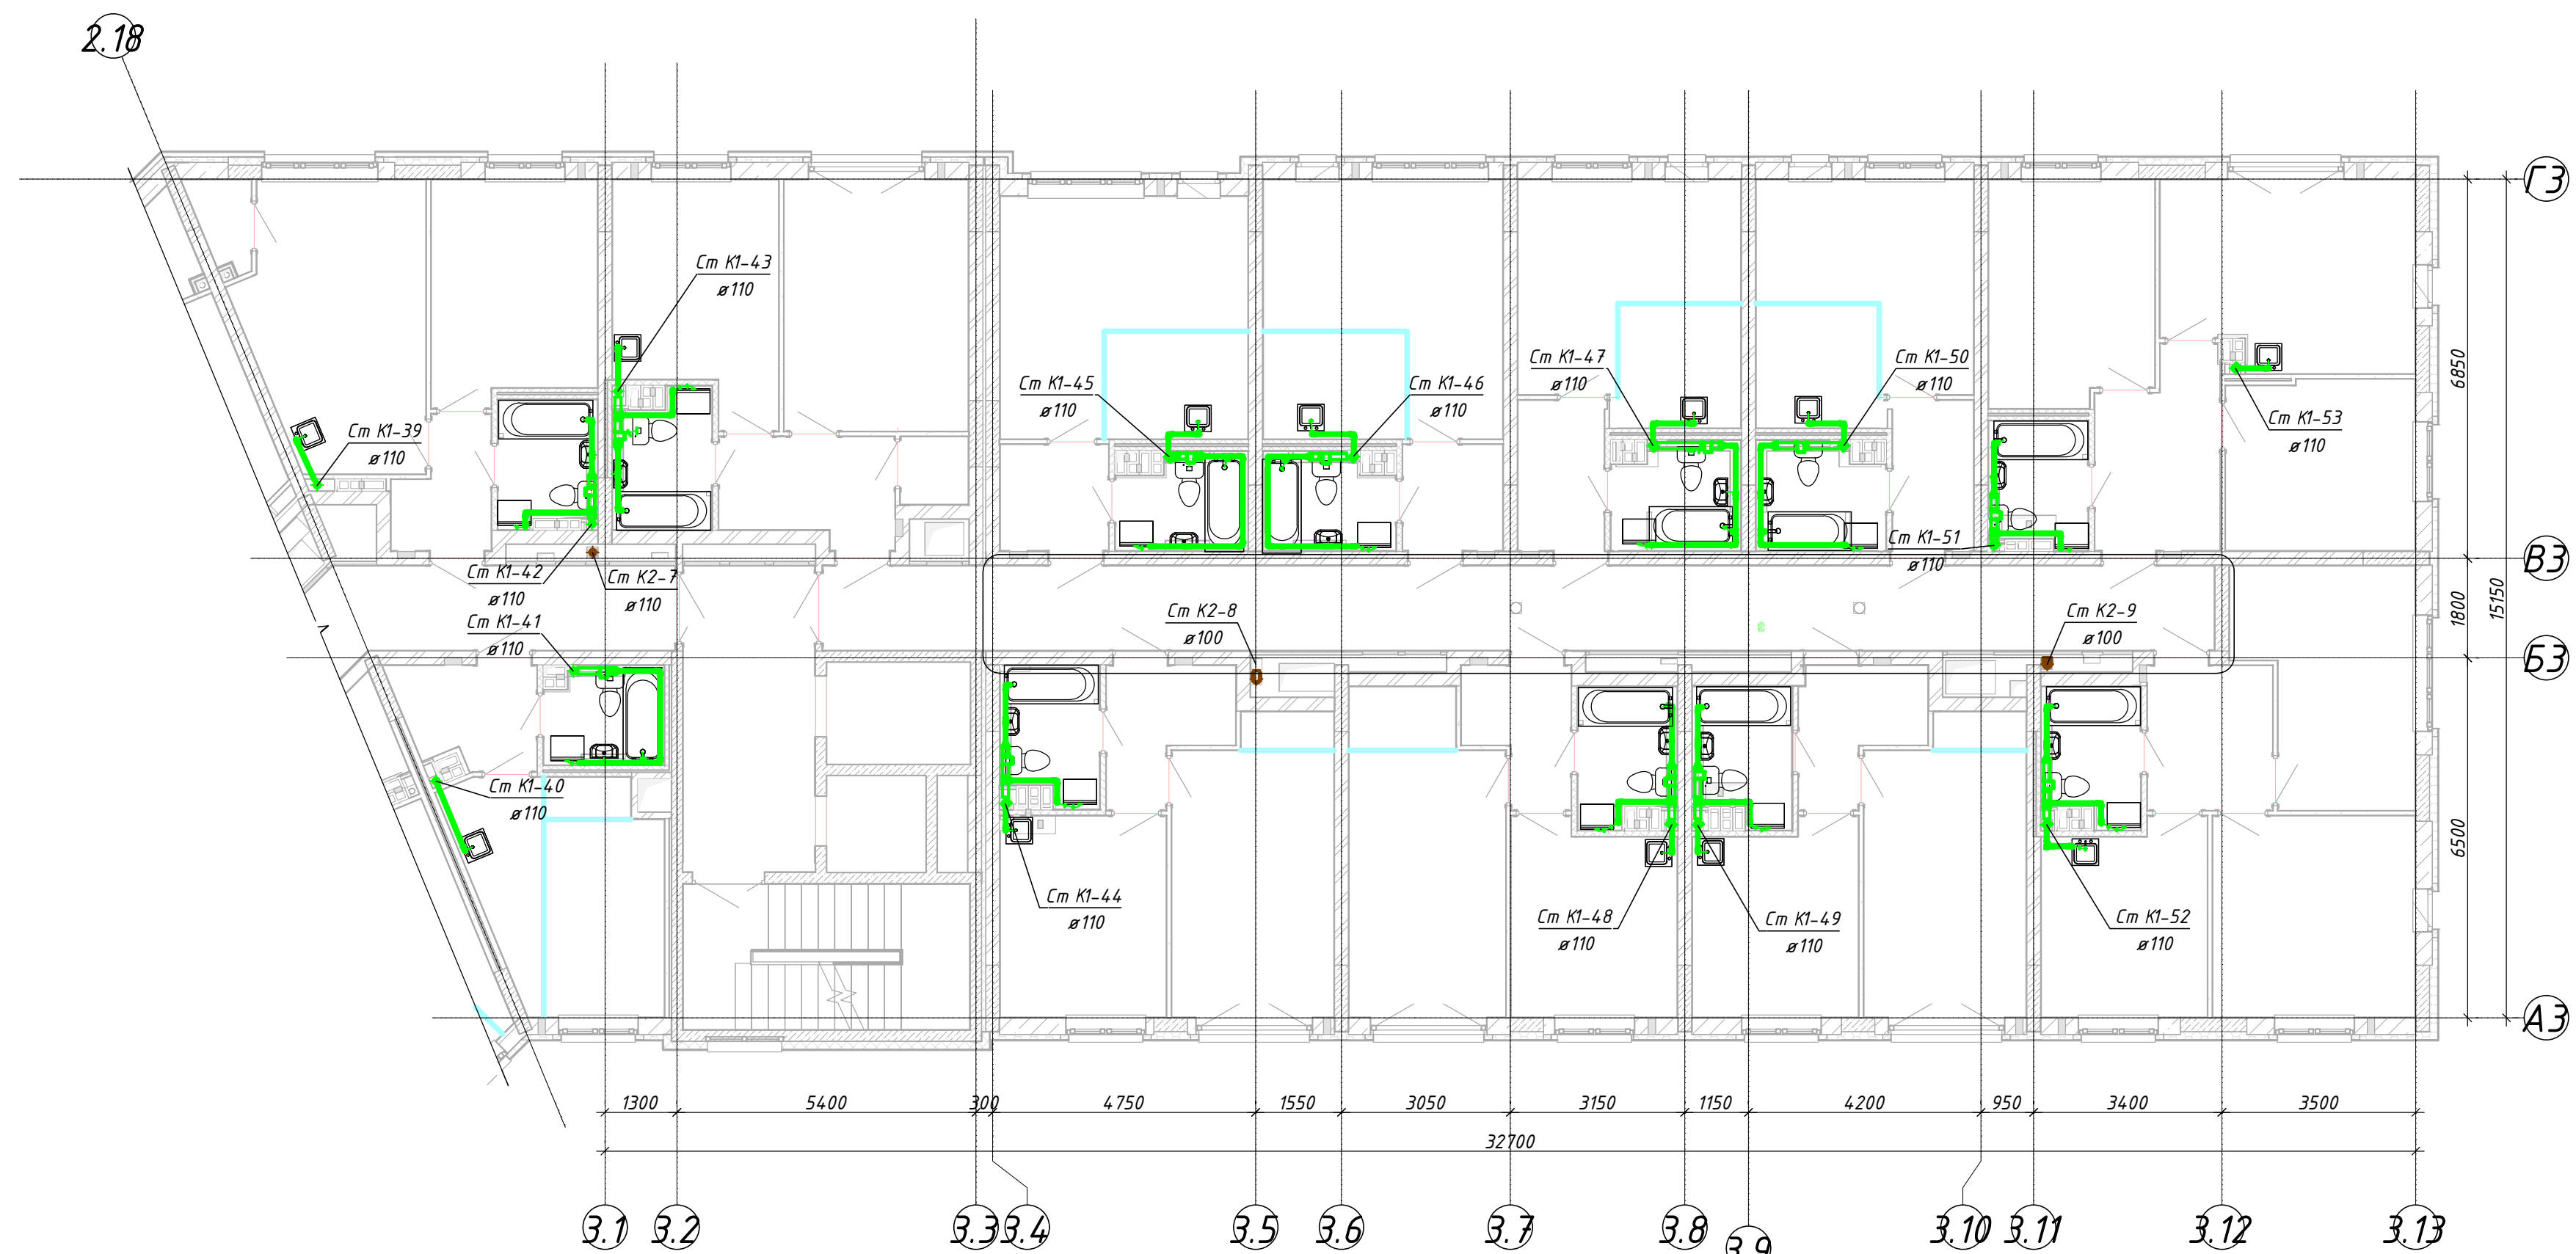 2.18
Г3
Ст К1-43
ø110
Ст К1-45
ø110
Ст К1-46
ø110
Ст К1-47
ø110
Ст К1-50
ø110
6850
Ст К1-39
ø110
Ст К1-53
ø110
Ст К1-51
ø110
В3
Ст К1-42
ø110
Ст К2-7
ø110
Ст К1-41
ø110
Ст К2-8
ø100
Ст К2-9
ø100
1800
15150
Б3
Ст К1-40
ø110
6500
Ст К1-44
ø110
Ст К1-48
ø110
Ст К1-49
ø110
Ст К1-52
ø110
А3
1300
5400
300
4750
1550
3050
3150
1150
4200
950
3400
3500
32700
3.1
3.2
3.3
3.4
3.5
3.6
3.7
3.8
3.9
3.10
3.11
3.12
3.13